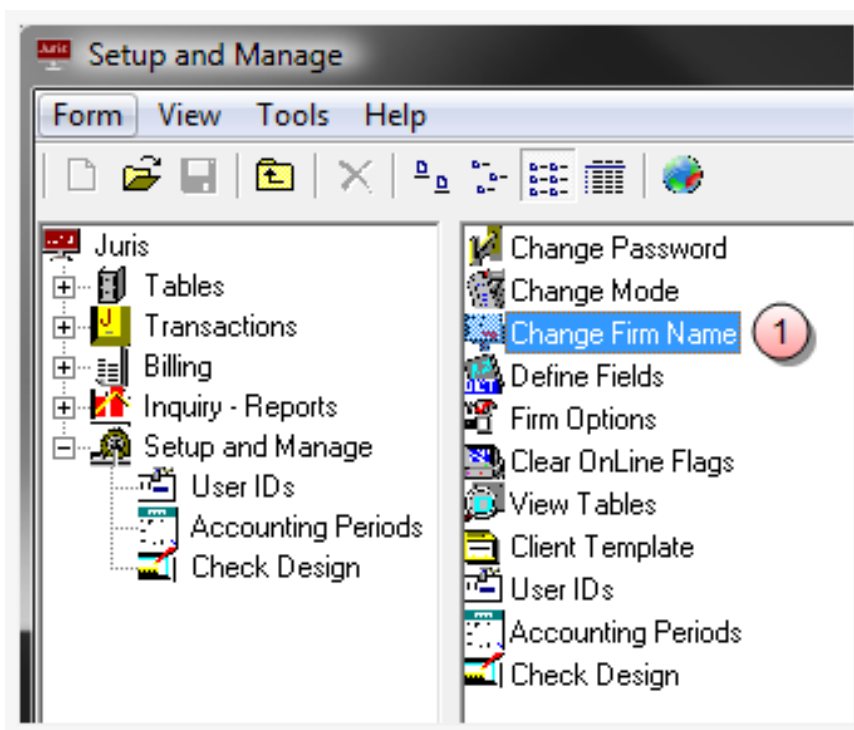 Setup and Manage
Form View Tools Help
Juris
Tables
Transactions
Billing
Inquiry - Reports
Setup and Manage
User IDs
Accounting Periods
Check Design
Change Password
Change Mode
Change Firm Name 1
Define Fields
Firm Options
Clear OnLine Flags
View Tables
Client Template
User IDs
Accounting Periods
Check Design